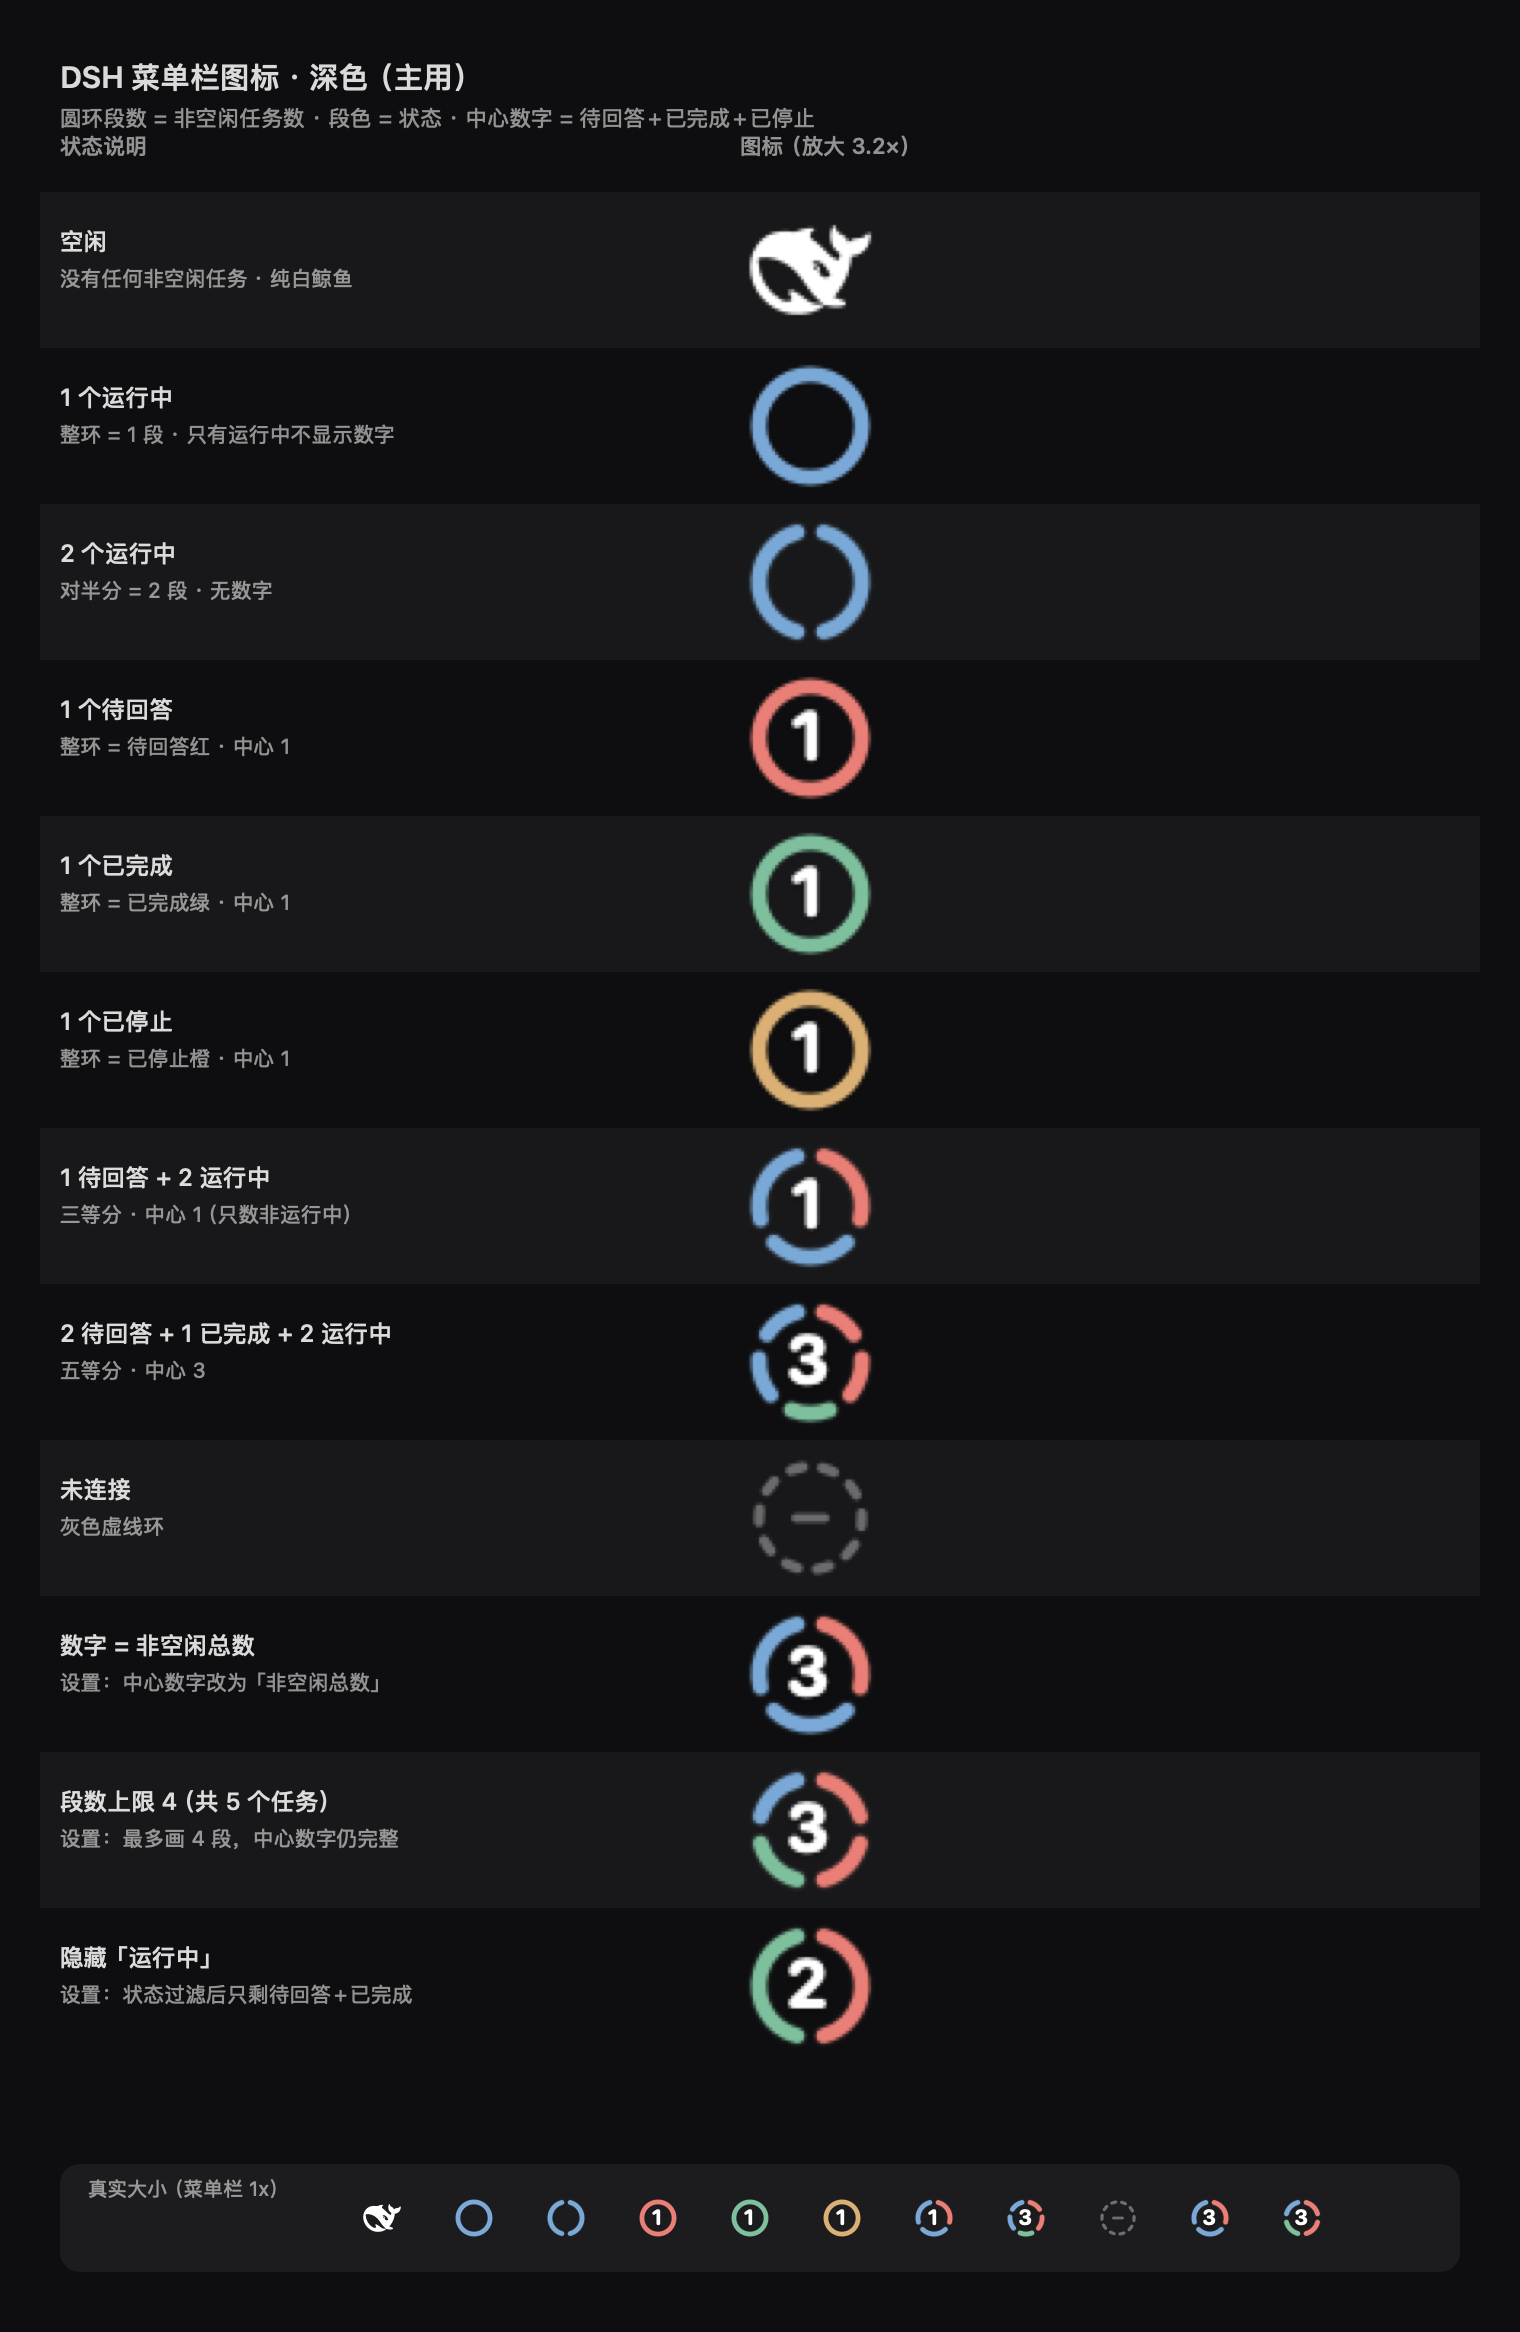 DSH 菜单栏图标 · 深色（主用）
圆环段数 = 非空闲任务数 · 段色 = 状态 · 中心数字 = 待回答+已完成+已停止
状态说明
图标（放大 3.2×）
空闲
没有任何非空闲任务 · 纯白鲸鱼
1 个运行中
整环 = 1 段 · 只有运行中不显示数字
2 个运行中
对半分 = 2 段 · 无数字
1 个待回答
整环 = 待回答红 · 中心 1
1
1 个已完成
整环 = 已完成绿 · 中心 1
1
1 个已停止
整环 = 已停止橙 · 中心 1
1
1 待回答 + 2 运行中
三等分 · 中心 1（只数非运行中）
1
2 待回答 + 1 已完成 + 2 运行中
五等分 · 中心 3
3
未连接
灰色虚线环
数字 = 非空闲总数
设置：中心数字改为「非空闲总数」
3
段数上限 4（共 5 个任务）
设置：最多画 4 段，中心数字仍完整
3
隐藏「运行中」
设置：状态过滤后只剩待回答+已完成
2
真实大小（菜单栏 1x）
1 1 1 1 3 3 3